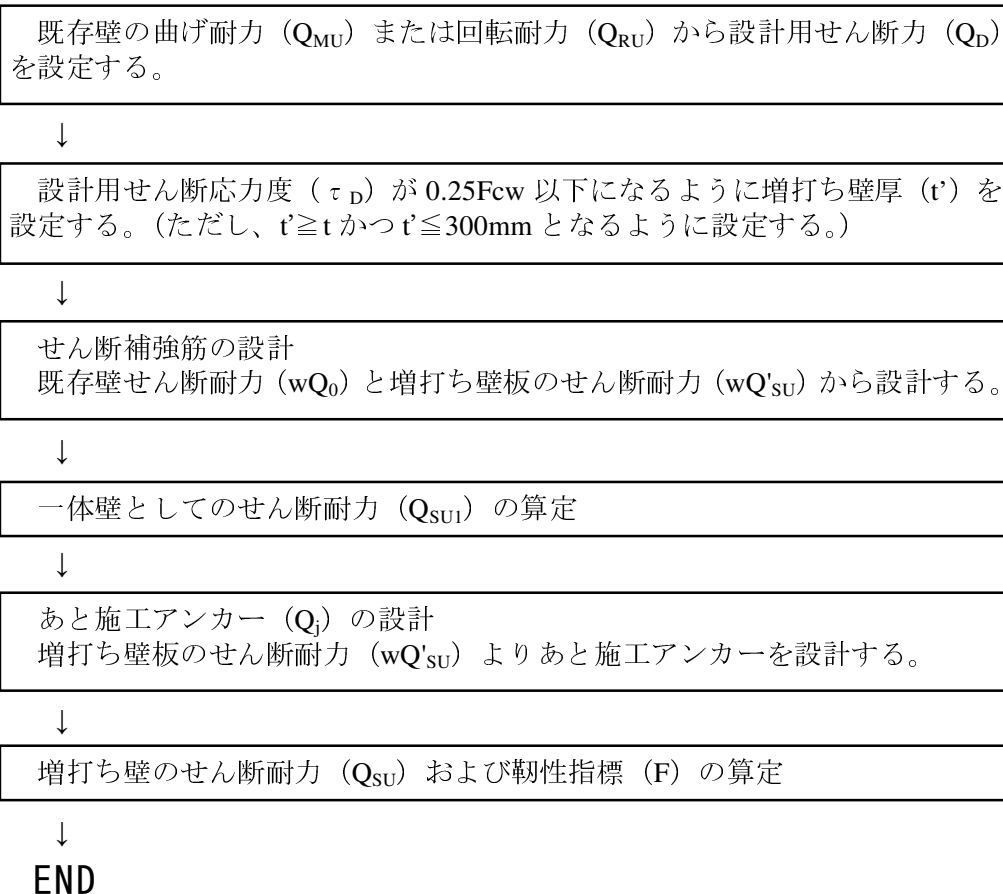 既存壁の曲げ耐力（QMU）または回転耐力（QRU）から設計用せん断力（QD）
を設定する。
↓
設計用せん断応力度（τD）が 0.25Fcw 以下になるように増打ち壁厚（t’）を
設定する。（ただし、t’≧t かつ t’≦300mm となるように設定する。）
↓
せん断補強筋の設計
既存壁せん断耐力（wQ0）と増打ち壁板のせん断耐力（wQ'SU）から設計する。
↓
一体壁としてのせん断耐力（QSU1）の算定
↓
あと施工アンカー（Qj）の設計
増打ち壁板のせん断耐力（wQ'SU）よりあと施工アンカーを設計する。
↓
増打ち壁のせん断耐力（QSU）および靭性指標（F）の算定
↓
END